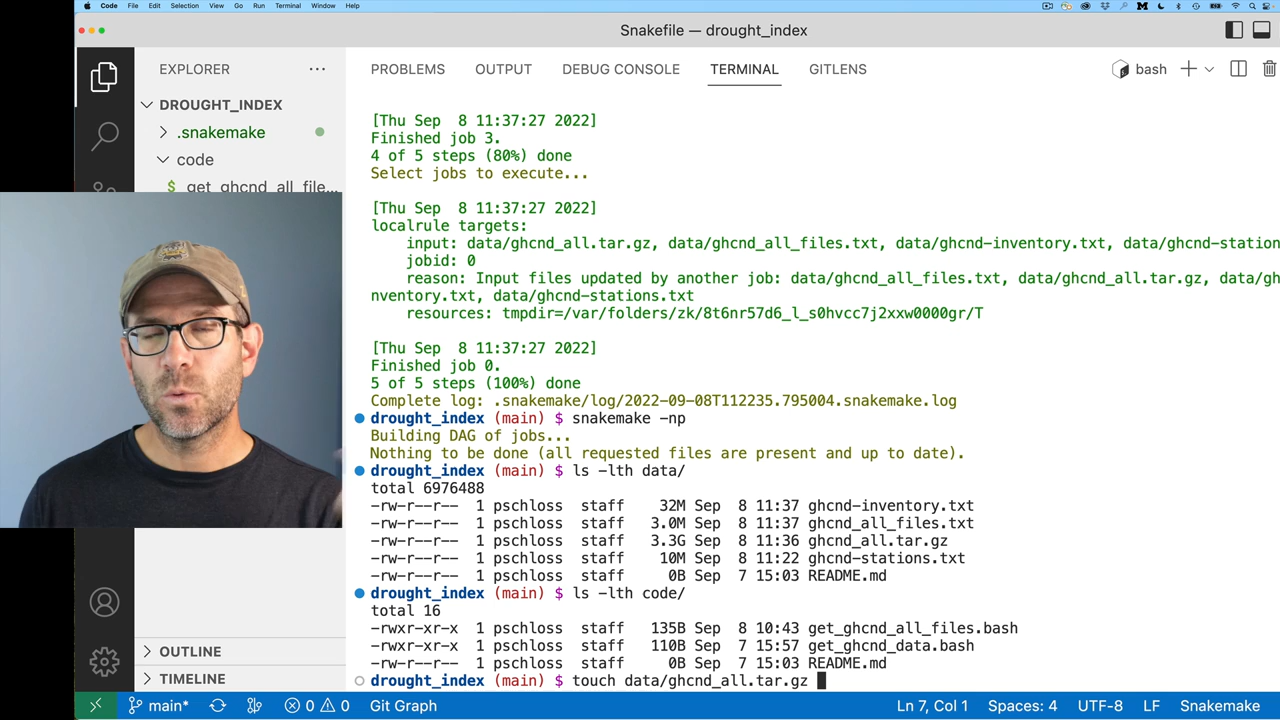 Code File Edit Selection View Go Run Terminal Window Help
Snakefile — drought_index
EXPLORER ···
PROBLEMS OUTPUT DEBUG CONSOLE TERMINAL GITLENS
bash
DROUGHT_INDEX
.snakemake
code
$ get_ghcnd_all_file...
[Thu Sep  8 11:37:27 2022]
Finished job 3.
4 of 5 steps (80%) done
Select jobs to execute...
[Thu Sep  8 11:37:27 2022]
localrule targets:
    input: data/ghcnd_all.tar.gz, data/ghcnd_all_files.txt, data/ghcnd-inventory.txt, data/ghcnd-station
    jobid: 0
    reason: Input files updated by another job: data/ghcnd_all_files.txt, data/ghcnd_all.tar.gz, data/g
nventory.txt, data/ghcnd-stations.txt
    resources: tmpdir=/var/folders/zk/8t6nr57d6_l_s0hvcc7j2xxw0000gr/T
[Thu Sep  8 11:37:27 2022]
Finished job 0.
5 of 5 steps (100%) done
Complete log: .snakemake/log/2022-09-08T112235.795004.snakemake.log
drought_index (main) $ snakemake -np
Building DAG of jobs...
Nothing to be done (all requested files are present and up to date).
drought_index (main) $ ls -lth data/
total 6976488
-rw-r--r--  1 pschloss  staff    32M Sep  8 11:37 ghcnd-inventory.txt
-rw-r--r--  1 pschloss  staff   3.0M Sep  8 11:37 ghcnd_all_files.txt
-rw-r--r--  1 pschloss  staff   3.3G Sep  8 11:36 ghcnd_all.tar.gz
-rw-r--r--  1 pschloss  staff    10M Sep  8 11:22 ghcnd-stations.txt
-rw-r--r--  1 pschloss  staff     0B Sep  7 15:03 README.md
drought_index (main) $ ls -lth code/
total 16
-rwxr-xr-x  1 pschloss  staff   135B Sep  8 10:43 get_ghcnd_all_files.bash
-rwxr-xr-x  1 pschloss  staff   110B Sep  7 15:57 get_ghcnd_data.bash
-rw-r--r--  1 pschloss  staff     0B Sep  7 15:03 README.md
drought_index (main) $ touch data/ghcnd_all.tar.gz
OUTLINE
TIMELINE
main* 0 0 Git Graph Ln 7, Col 1 Spaces: 4 UTF-8 LF Snakemake